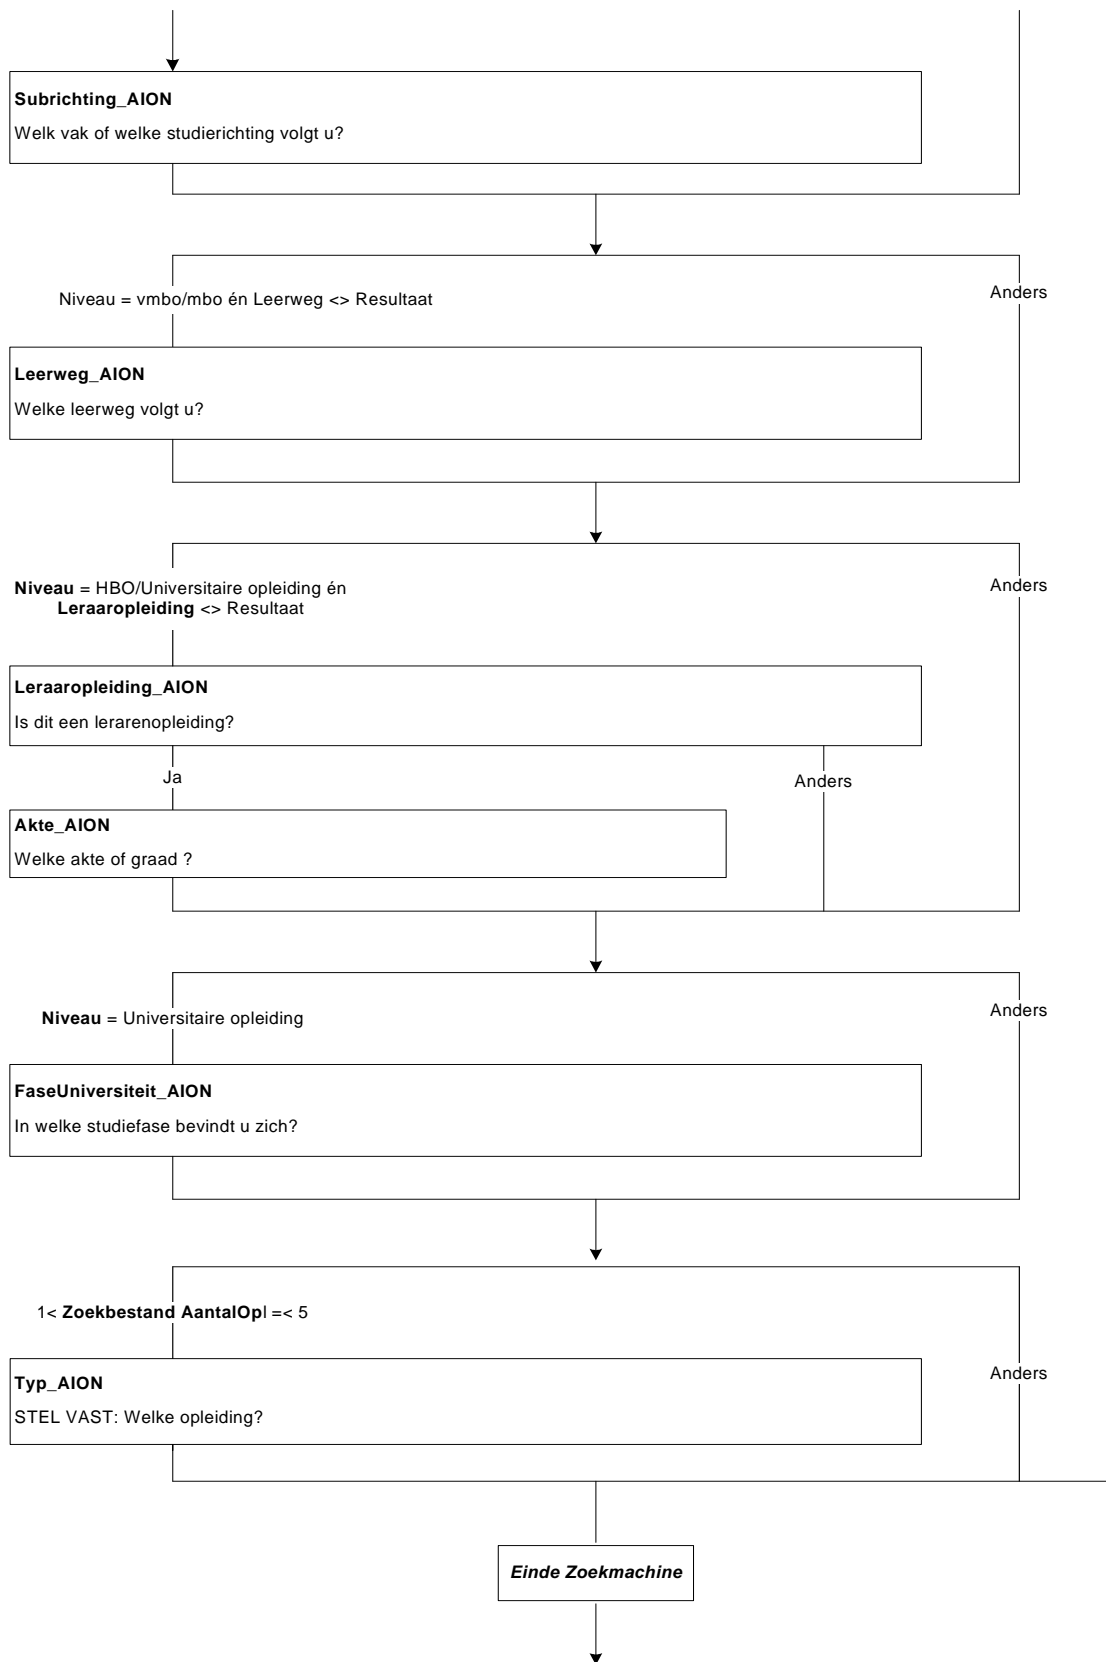 Subrichting_AION
Welk vak of welke studierichting volgt u?
Niveau = vmbo/mbo én Leerweg <> Resultaat
Anders
Leerweg_AION
Welke leerweg volgt u?
Niveau = HBO/Universitaire opleiding én
Leraaropleiding <> Resultaat
Anders
Leraaropleiding_AION
Is dit een lerarenopleiding?
Ja
Anders
Akte_AION
Welke akte of graad ?
Niveau = Universitaire opleiding
Anders
FaseUniversiteit_AION
In welke studiefase bevindt u zich?
1< Zoekbestand AantalOpl =< 5
Anders
Typ_AION
STEL VAST: Welke opleiding?
Einde Zoekmachine